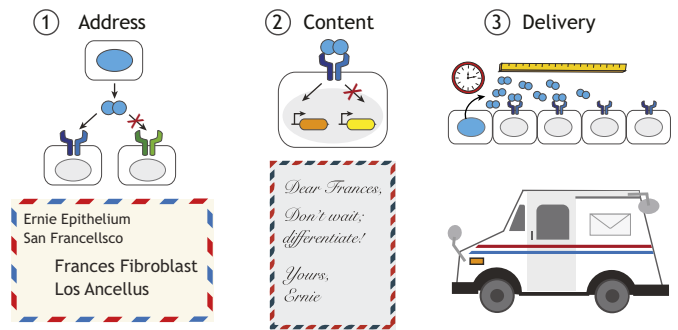 1 Address
2 Content
3 Delivery
Ernie Epithelium
San Francellsco
Frances Fibroblast
Los Ancellus
Dear Frances,
Don't wait;
differentiate!
Yours,
Ernie